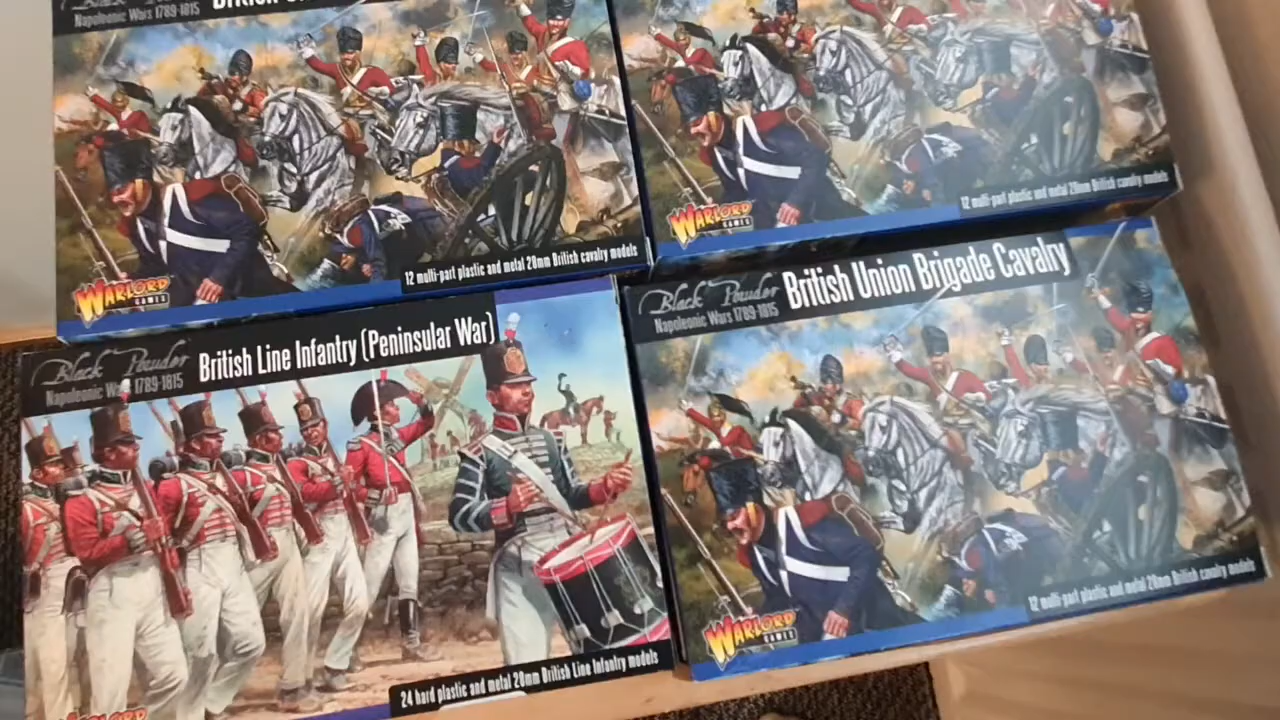 Napoleonic Wars 1789-1815
British
WARLORD
GAMES
12 multi-part plastic and metal 28mm British cavalry models
WARLORD
GAMES
12 multi-part plastic and metal 28mm British cavalry models
Black Powder
Napoleonic Wars 1789-1815
British Line Infantry (Peninsular War)
24 hard plastic and metal 28mm British Line Infantry models
WARLORD
Black Powder
Napoleonic Wars 1789-1815
British Union Brigade Cavalry
WARLORD
GAMES
12 multi-part plastic and metal 28mm British cavalry models